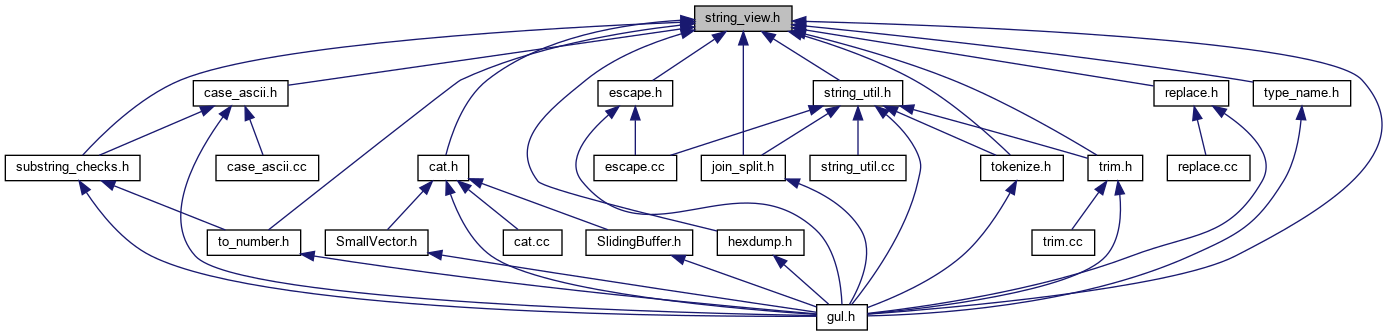 string_view.h
case_ascii.h
escape.h
string_util.h
replace.h
type_name.h
substring_checks.h
case_ascii.cc
cat.h
escape.cc
join_split.h
string_util.cc
tokenize.h
trim.h
replace.cc
to_number.h
SmallVector.h
cat.cc
SlidingBuffer.h
hexdump.h
trim.cc
gul.h